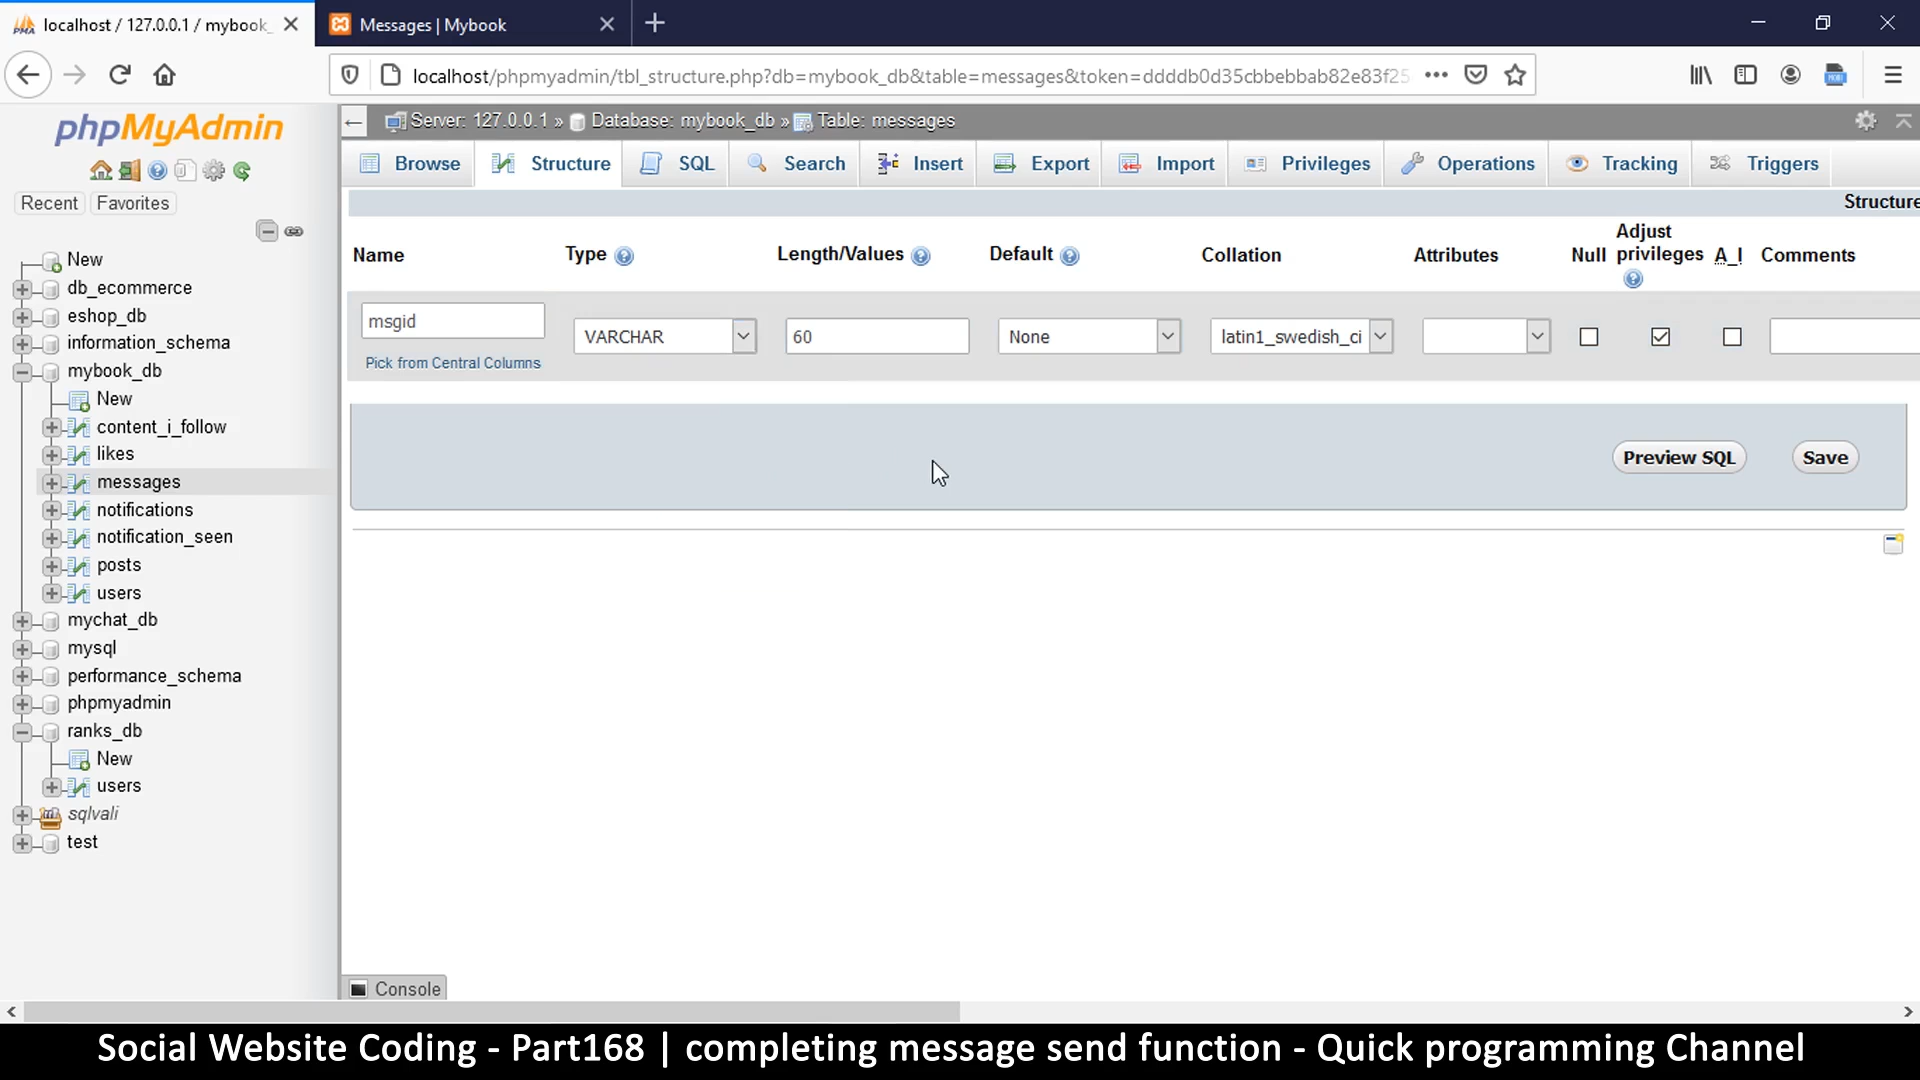 localhost / 127.0.0.1 / mybook_
Messages | Mybook
localhost/phpmyadmin/tbl_structure.php?db=mybook_db&table=messages&token=ddddb0d35cbbebbab82e83f25
phpMyAdmin
Recent
Favorites
New
db_ecommerce
eshop_db
information_schema
mybook_db
New
content_i_follow
likes
messages
notifications
notification_seen
posts
users
mychat_db
mysql
performance_schema
phpmyadmin
ranks_db
New
users
sqlvali
test
Server: 127.0.0.1 » Database: mybook_db » Table: messages
Browse
Structure
SQL
Search
Insert
Export
Import
Privileges
Operations
Tracking
Triggers
Structure
Name
Type
Length/Values
Default
Collation
Attributes
Null
Adjust
privileges
A_I
Comments
msgid
VARCHAR
60
None
latin1_swedish_ci
Pick from Central Columns
Preview SQL
Save
Console
Social Website Coding - Part168 | completing message send function - Quick programming Channel